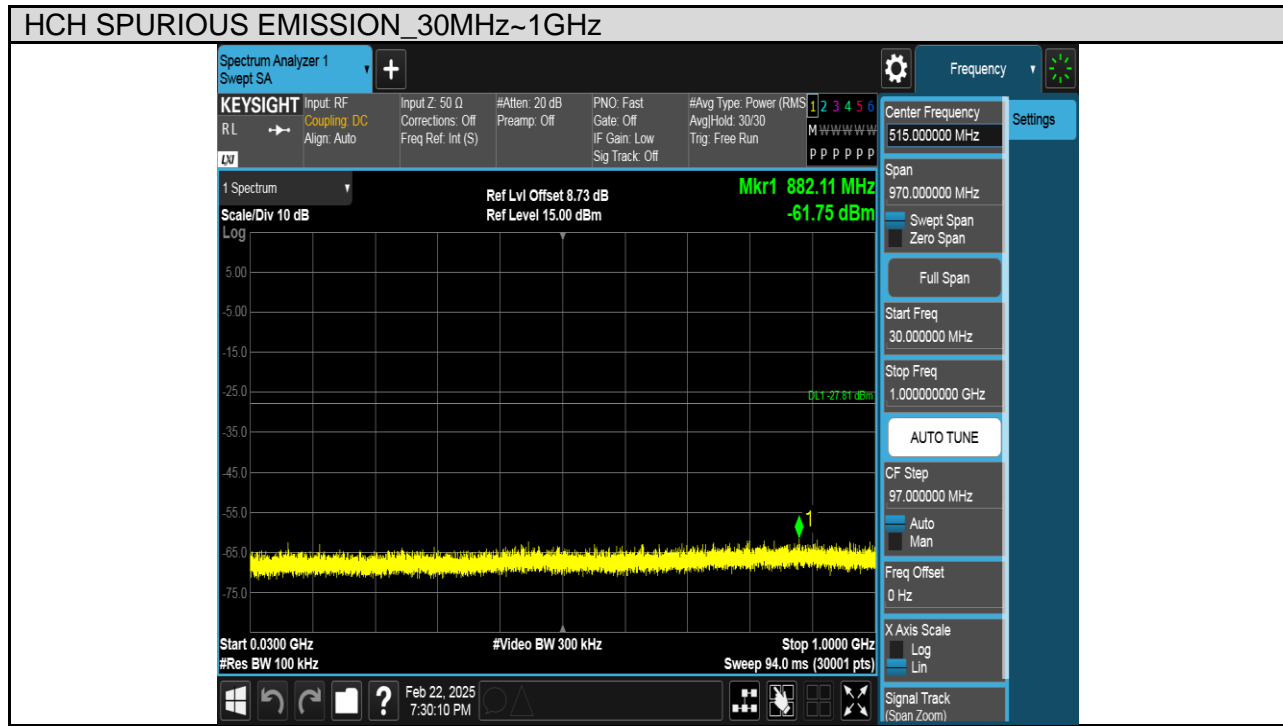 HCH SPURIOUS EMISSION_30MHz~1GHz
Spectrum Analyzer 1
Swept SA
+
Frequency
KEYSIGHT
RL
LXI
Input: RF
Coupling: DC
Align: Auto
Input Z: 50 Ω
Corrections: Off
Freq Ref: Int (S)
#Atten: 20 dB
Preamp: Off
PNO: Fast
Gate: Off
IF Gain: Low
Sig Track: Off
#Avg Type: Power (RMS
Avg|Hold: 30/30
Trig: Free Run
1 2 3 4 5 6
M W W W W W
P P P P P P
1 Spectrum
Scale/Div 10 dB
Log
Ref Lvl Offset 8.73 dB
Ref Level 15.00 dBm
Mkr1 882.11 MHz
-61.75 dBm
5.00
-5.00
-15.0
-25.0
DL1 -27.81 dBm
-35.0
-45.0
-55.0
1
-65.0
-75.0
Start 0.0300 GHz
#Res BW 100 kHz
#Video BW 300 kHz
Stop 1.0000 GHz
Sweep 94.0 ms (30001 pts)
?
Feb 22, 2025
7:30:10 PM
Center Frequency
515.000000 MHz
Settings
Span
970.000000 MHz
Swept Span
Zero Span
Full Span
Start Freq
30.000000 MHz
Stop Freq
1.000000000 GHz
AUTO TUNE
CF Step
97.000000 MHz
Auto
Man
Freq Offset
0 Hz
X Axis Scale
Log
Lin
Signal Track
(Span Zoom)